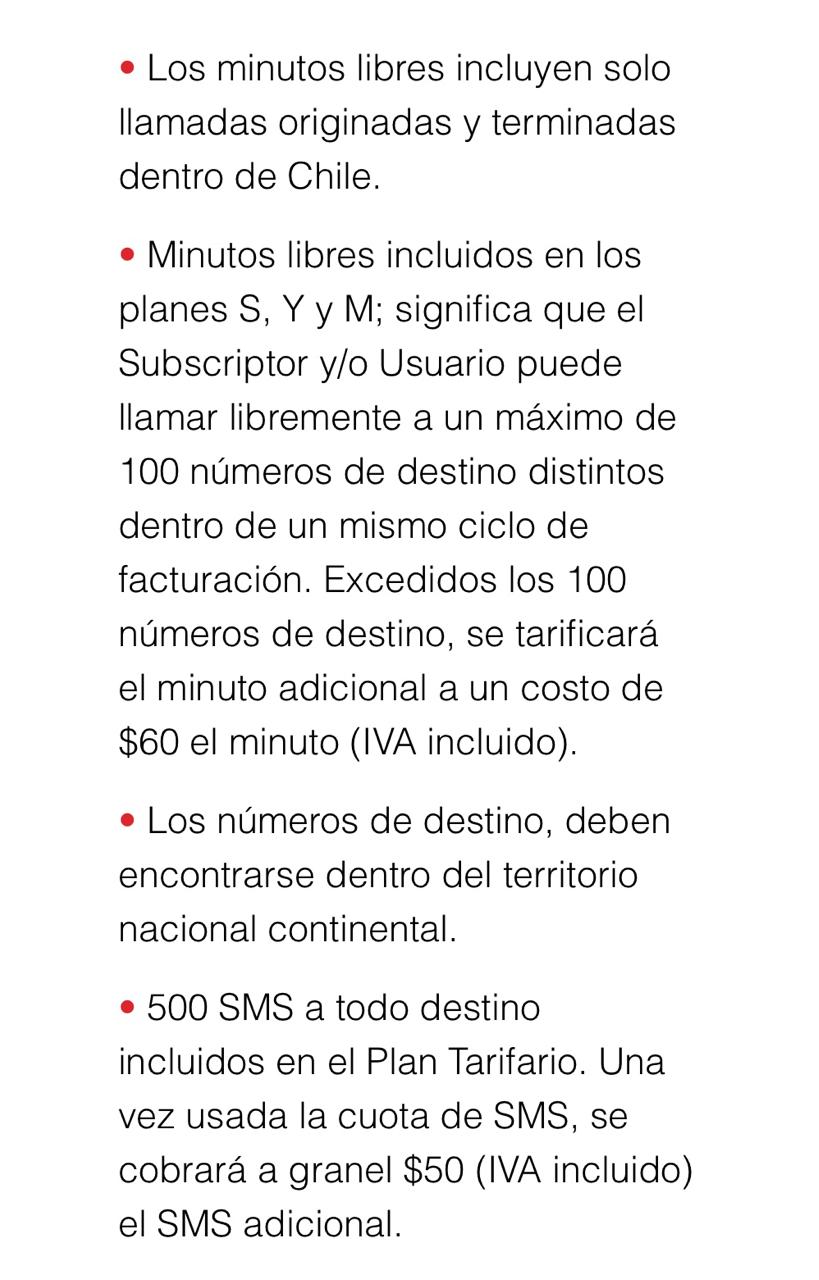 • Los minutos libres incluyen solo
llamadas originadas y terminadas
dentro de Chile.
• Minutos libres incluidos en los
planes S, Y y M; significa que el
Subscriptor y/o Usuario puede
llamar libremente a un máximo de
100 números de destino distintos
dentro de un mismo ciclo de
facturación. Excedidos los 100
números de destino, se tarificará
el minuto adicional a un costo de
$60 el minuto (IVA incluido).
• Los números de destino, deben
encontrarse dentro del territorio
nacional continental.
• 500 SMS a todo destino
incluidos en el Plan Tarifario. Una
vez usada la cuota de SMS, se
cobrará a granel $50 (IVA incluido)
el SMS adicional.